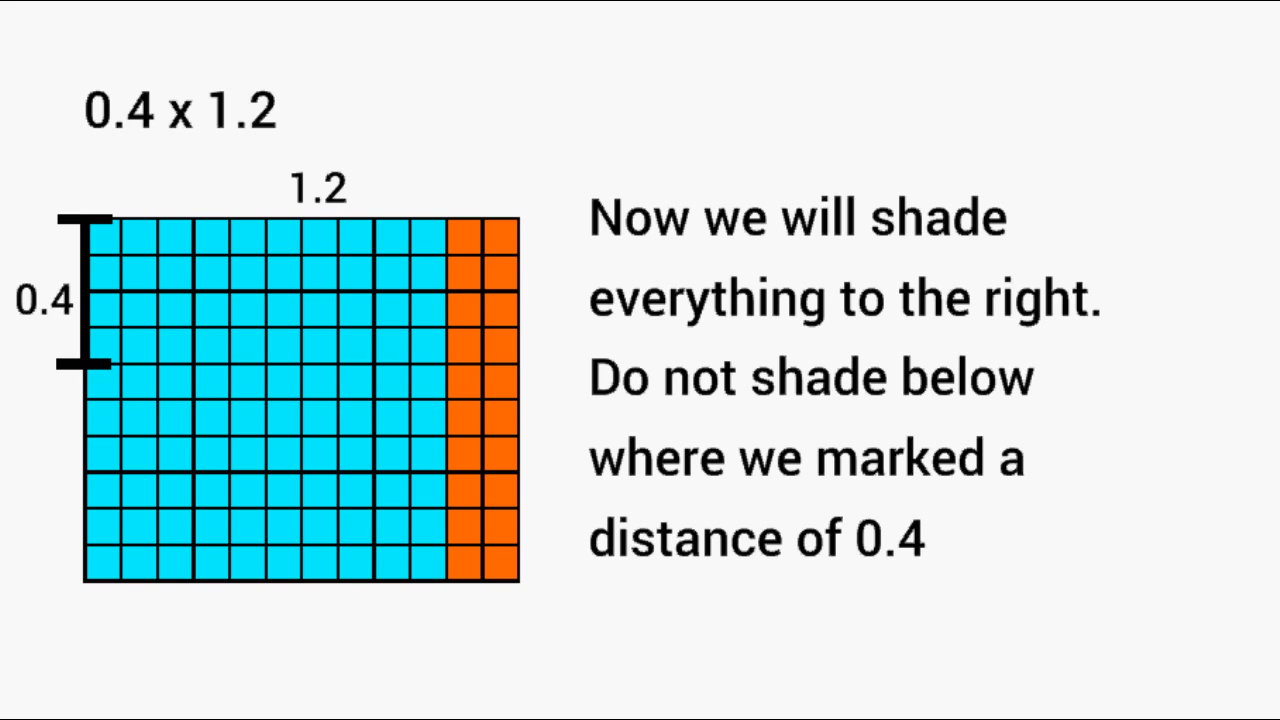 0.4 x 1.2
1.2
0.4
Now we will shade
everything to the right.
Do not shade below
where we marked a
distance of 0.4